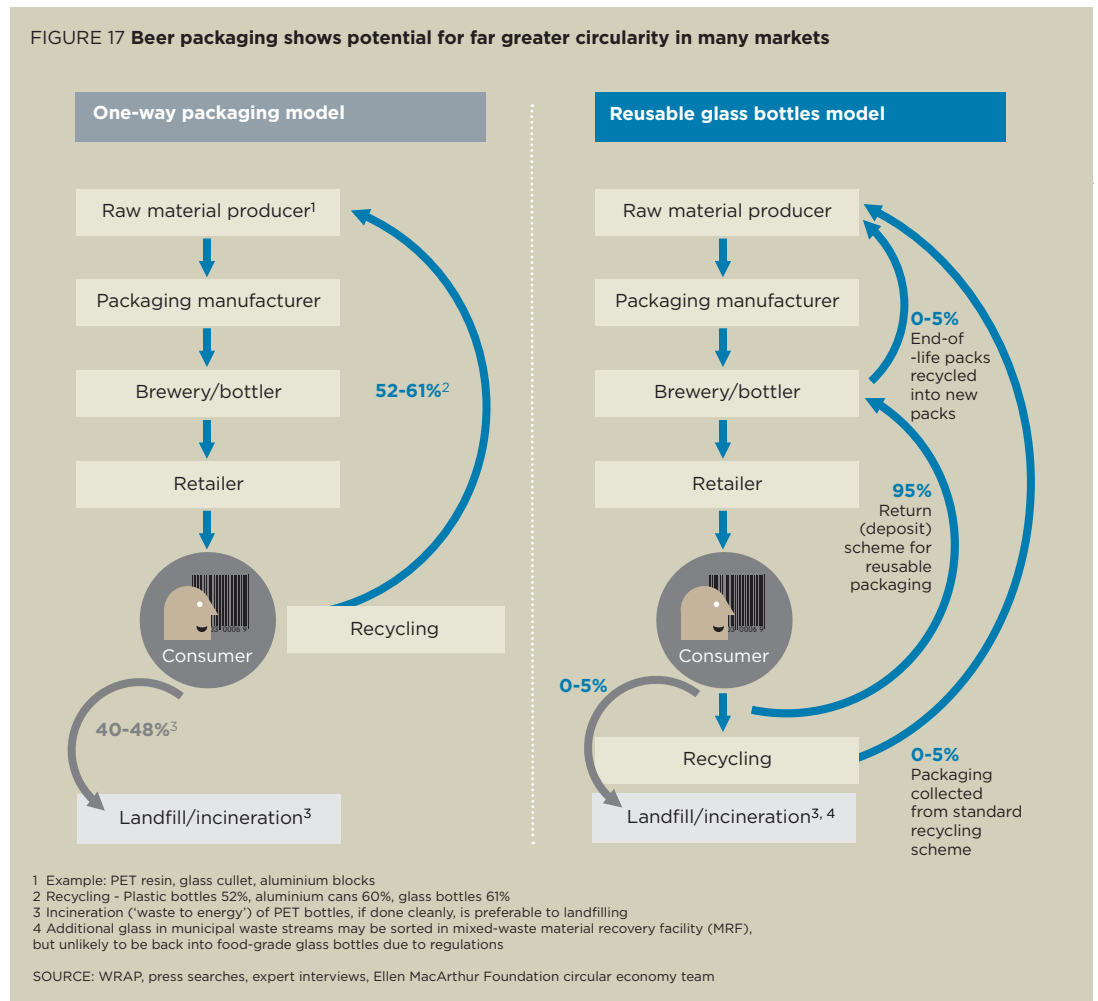 FIGURE 17 Beer packaging shows potential for far greater circularity in many markets
One-way packaging model
Raw material producer¹
Packaging manufacturer
Brewery/bottler
52-61%²
Retailer
03 0006 9
Consumer
Recycling
40-48%³
Landfill/incineration³
Reusable glass bottles model
Raw material producer
Packaging manufacturer
0-5%
End-of
-life packs
recycled
into new
packs
Brewery/bottler
Retailer
95%
Return
(deposit)
scheme for
reusable
packaging
03 0006 9
Consumer
0-5%
Recycling
0-5%
Packaging
collected
from standard
recycling
scheme
Landfill/incineration³, ⁴
1 Example: PET resin, glass cullet, aluminium blocks
2 Recycling - Plastic bottles 52%, aluminium cans 60%, glass bottles 61%
3 Incineration (‘waste to energy’) of PET bottles, if done cleanly, is preferable to landfilling
4 Additional glass in municipal waste streams may be sorted in mixed-waste material recovery facility (MRF),
but unlikely to be back into food-grade glass bottles due to regulations
SOURCE: WRAP, press searches, expert interviews, Ellen MacArthur Foundation circular economy team